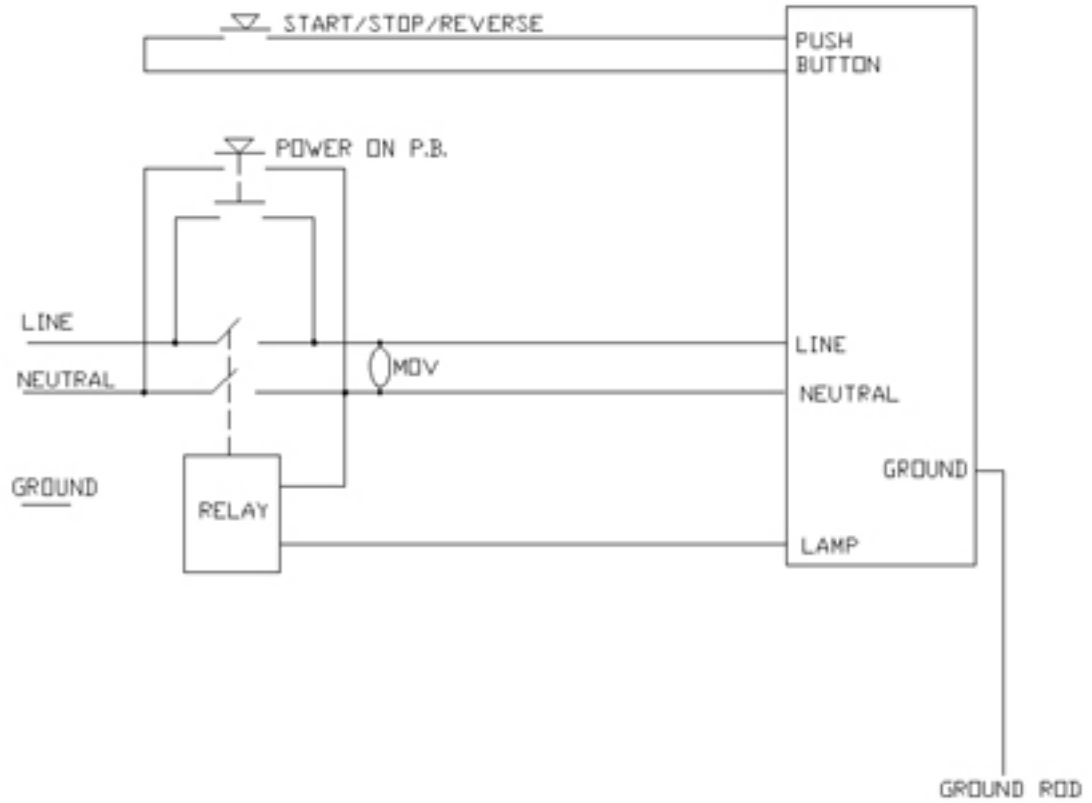 START/STOP/REVERSE
PUSH
BUTTON
POWER ON P.B.
LINE
LINE
MOV
NEUTRAL
NEUTRAL
GROUND
GROUND
RELAY
LAMP
GROUND ROD